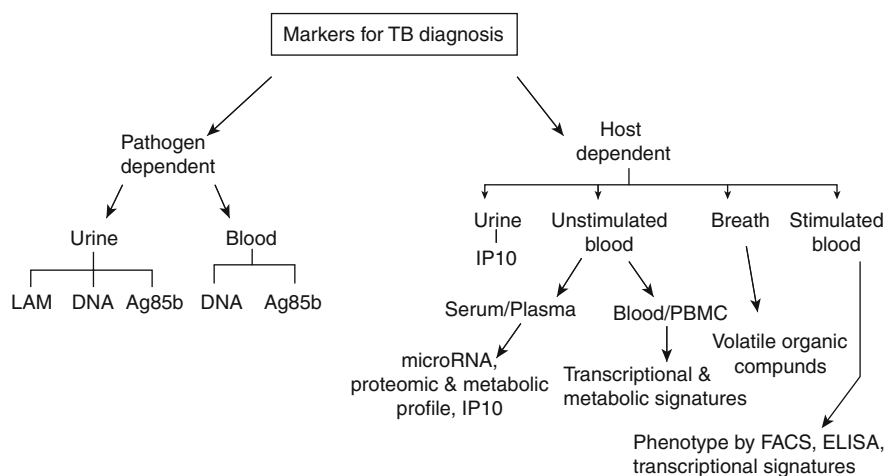 Markers for TB diagnosis
Pathogen
dependent
Host
dependent
Urine
Blood
LAM
DNA
Ag85b
DNA
Ag85b
Urine
IP10
Unstimulated
blood
Breath
Stimulated
blood
Serum/Plasma
Blood/PBMC
microRNA,
proteomic & metabolic
profile, IP10
Transcriptional &
metabolic signatures
Volatile organic
compunds
Phenotype by FACS, ELISA,
transcriptional signatures